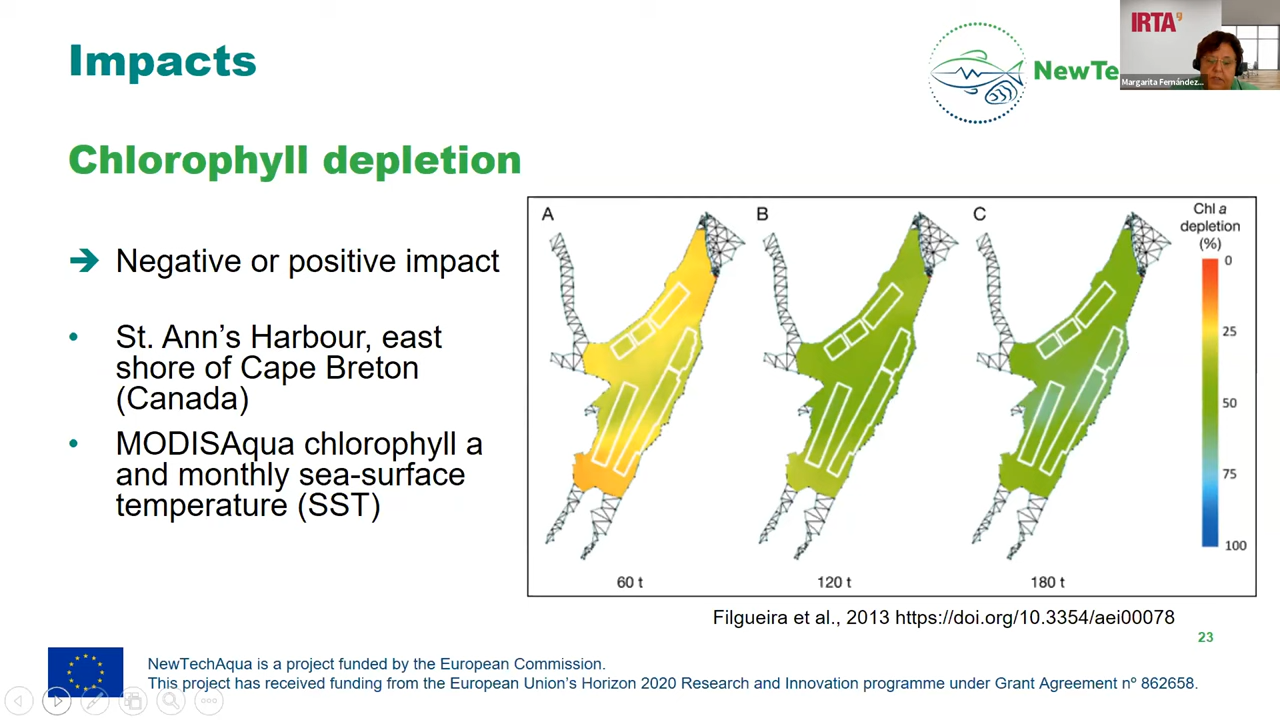 Impacts
NewTe
IRTA
Margarita Fernández...
Chlorophyll depletion
➔ Negative or positive impact
• St. Ann's Harbour, east
shore of Cape Breton
(Canada)
• MODISAqua chlorophyll a
and monthly sea-surface
temperature (SST)
A
B
C
Chl a
depletion
(%)
0
25
50
75
100
60 t
120 t
180 t
Filgueira et al., 2013 https://doi.org/10.3354/aei00078
23
NewTechAqua is a project funded by the European Commission.
This project has received funding from the European Union's Horizon 2020 Research and Innovation programme under Grant Agreement nº 862658.